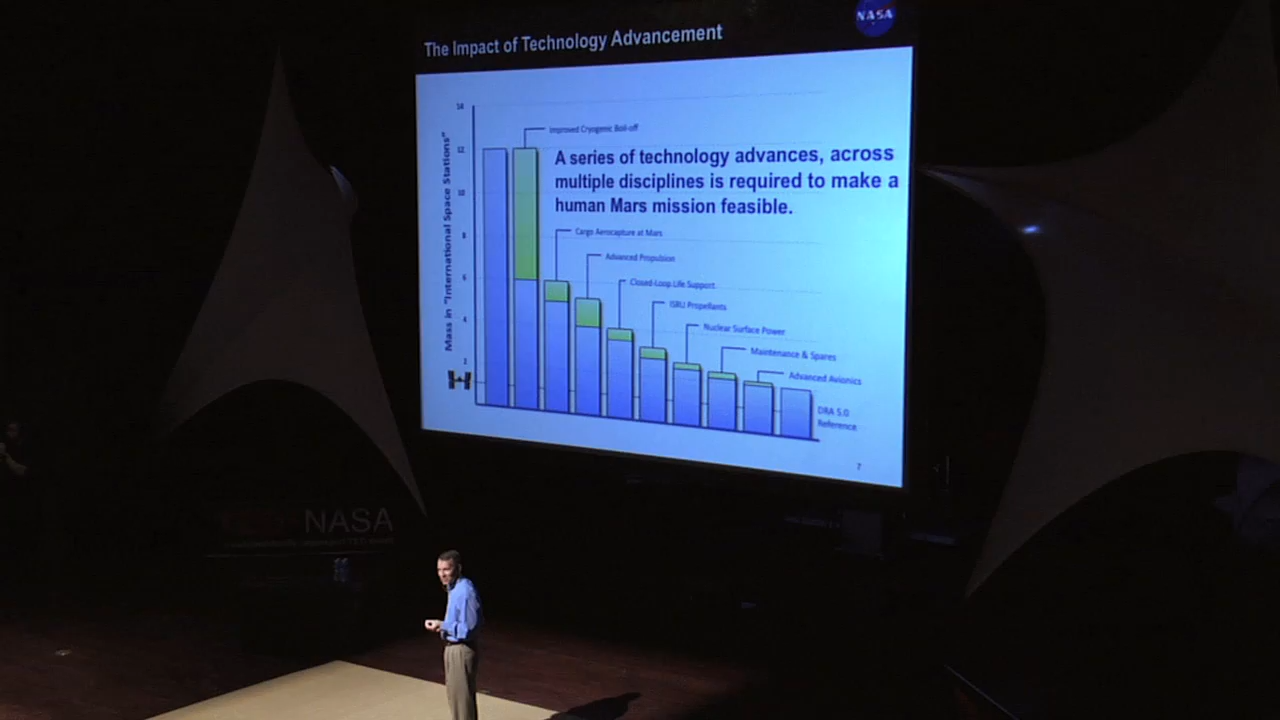 The Impact of Technology Advancement
NASA
14
Improved Cryogenic Boil-off
12
A series of technology advances, across
multiple disciplines is required to make a
human Mars mission feasible.
10
Mass in "International Space Stations"
8
Cargo Aerocapture at Mars
Advanced Propulsion
6
Closed-Loop Life Support
ISRU Propellants
4
Nuclear Surface Power
Maintenance & Spares
1
Advanced Avionics
DRA 5.0
Reference
7
NASA